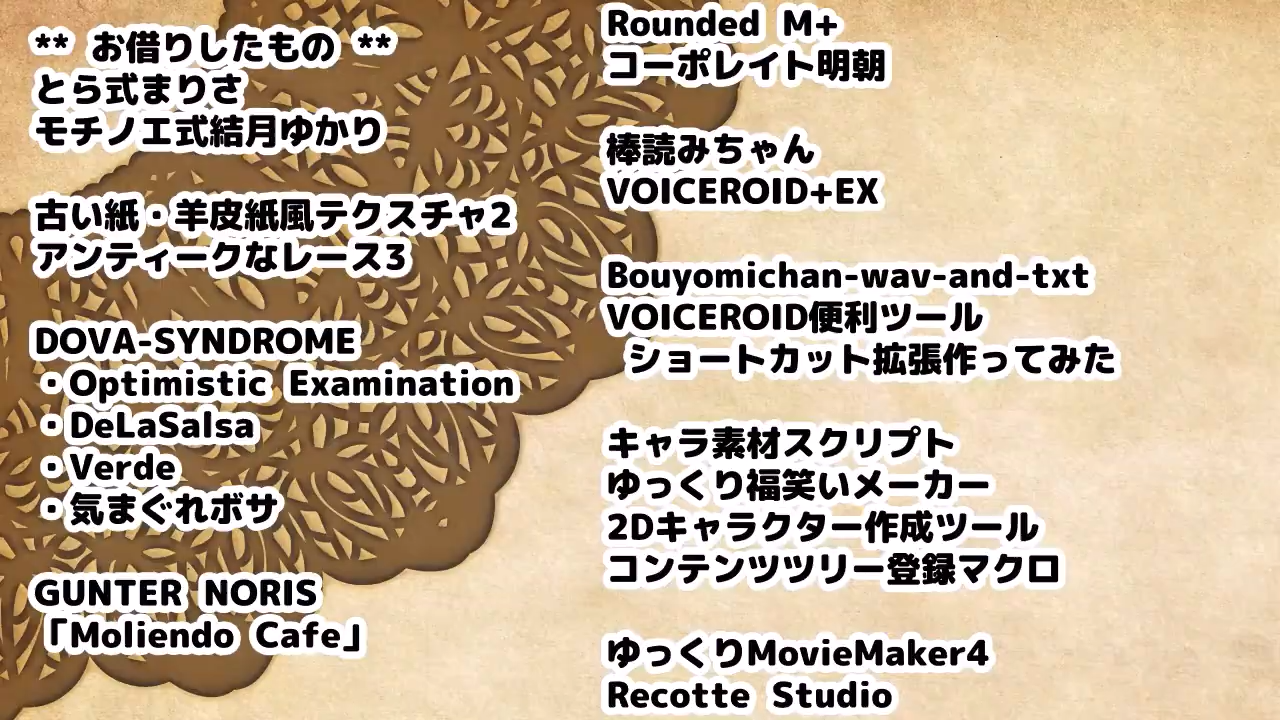 ** お借りしたもの **
とら式まりさ
モチノエ式結月ゆかり
古い紙・羊皮紙風テクスチャ2
アンティークなレース3
DOVA-SYNDROME
・Optimistic Examination
・DeLaSalsa
・Verde
・気まぐれボサ
GUNTER NORIS
「Moliendo Cafe」
Rounded M+
コーポレイト明朝
棒読みちゃん
VOICEROID+EX
Bouyomichan-wav-and-txt
VOICEROID便利ツール
ショートカット拡張作ってみた
キャラ素材スクリプト
ゆっくり福笑いメーカー
2Dキャラクター作成ツール
コンテンツツリー登録マクロ
ゆっくりMovieMaker4
Recotte Studio